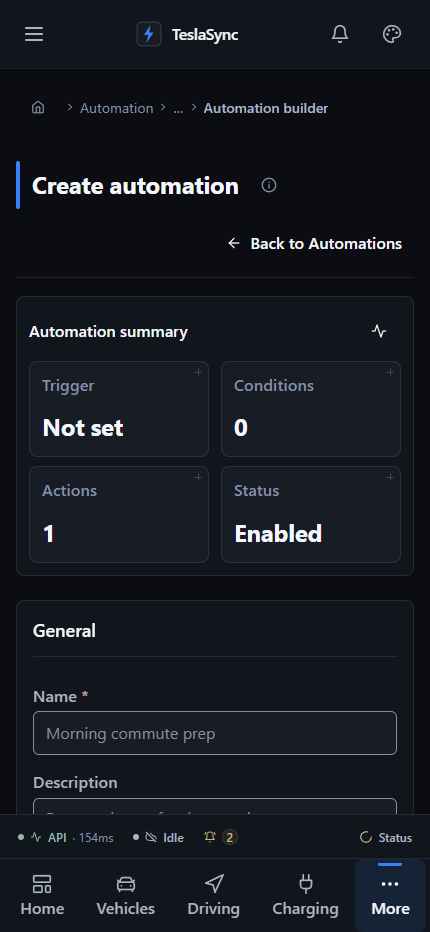 TeslaSync
Automation ... Automation builder
Create automation
Back to Automations
Automation summary
Trigger
Not set
Conditions
0
Actions
1
Status
Enabled
General
Name *
Morning commute prep
Description
API · 154ms Idle 2 Status
Home Vehicles Driving Charging More